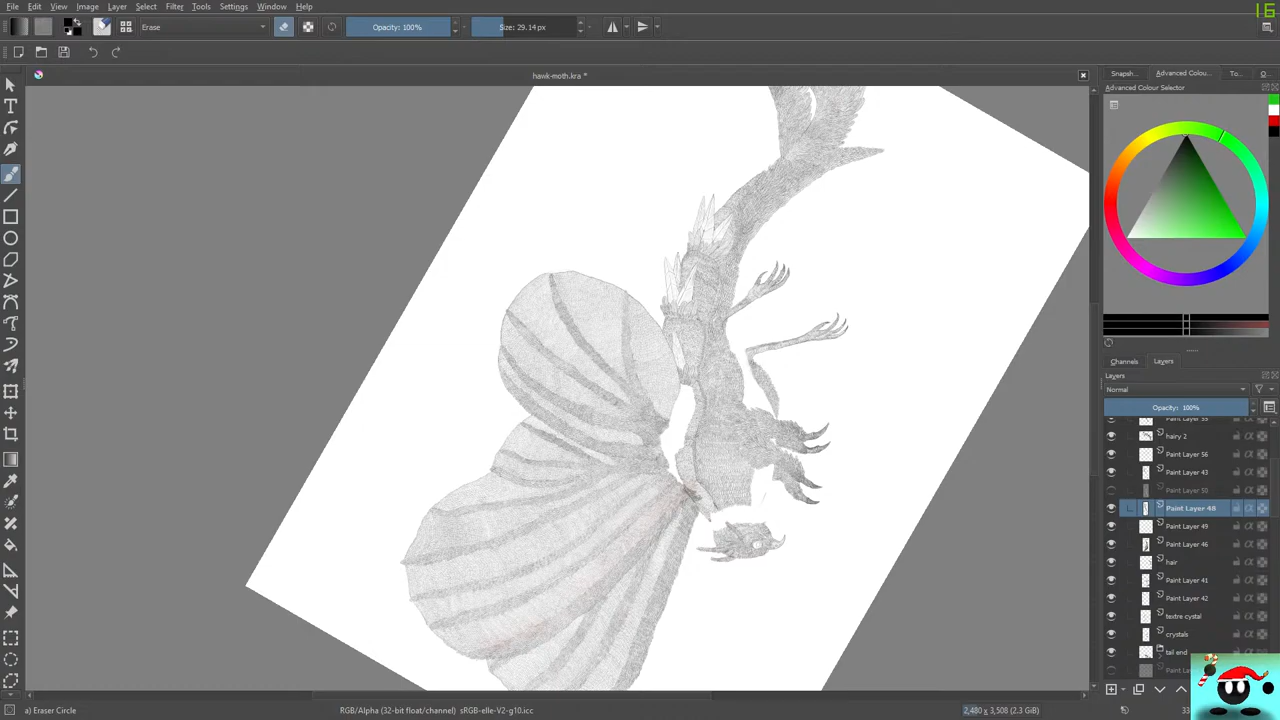 File Edit View Image Layer Select Filter Tools Settings Window Help
16
Erase
Opacity: 100%
Size: 29.14 px
hawk-moth.kra *
Snapsh... Advanced Colou... To... O...
Advanced Colour Selector
Channels Layers
Layers
Normal
Opacity: 100%
hairy 2
Paint Layer 56
Paint Layer 43
Paint Layer 50
Paint Layer 48
Paint Layer 49
Paint Layer 46
hair
Paint Layer 41
Paint Layer 42
textre cystal
crystals
tail end
a) Eraser Circle
RGB/Alpha (32-bit float/channel) sRGB-elle-V2-g10.icc
2,480 x 3,508 (2.3 GiB)